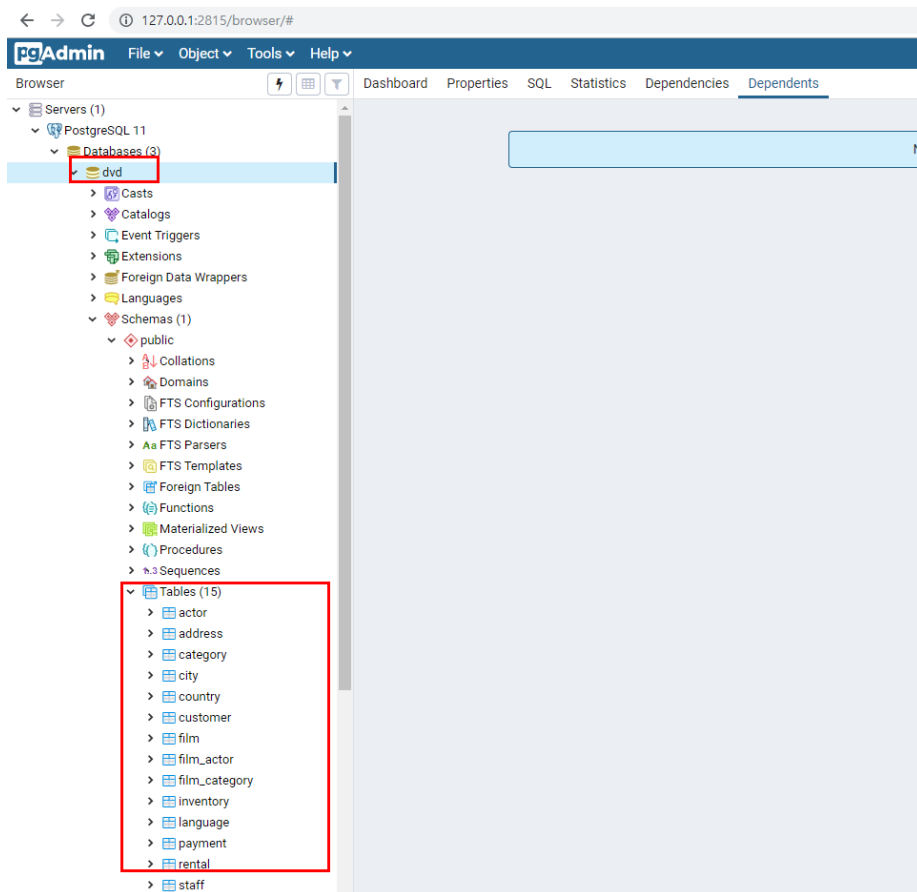 127.0.0.1:2815/browser/#
pgAdmin File Object Tools Help
Browser Dashboard Properties SQL Statistics Dependencies Dependents
Servers (1)
PostgreSQL 11
Databases (3)
dvd
Casts
Catalogs
Event Triggers
Extensions
Foreign Data Wrappers
Languages
Schemas (1)
public
Collations
Domains
FTS Configurations
FTS Dictionaries
Aa FTS Parsers
FTS Templates
Foreign Tables
Functions
Materialized Views
Procedures
1..3 Sequences
Tables (15)
actor
address
category
city
country
customer
film
film_actor
film_category
inventory
language
payment
rental
staff